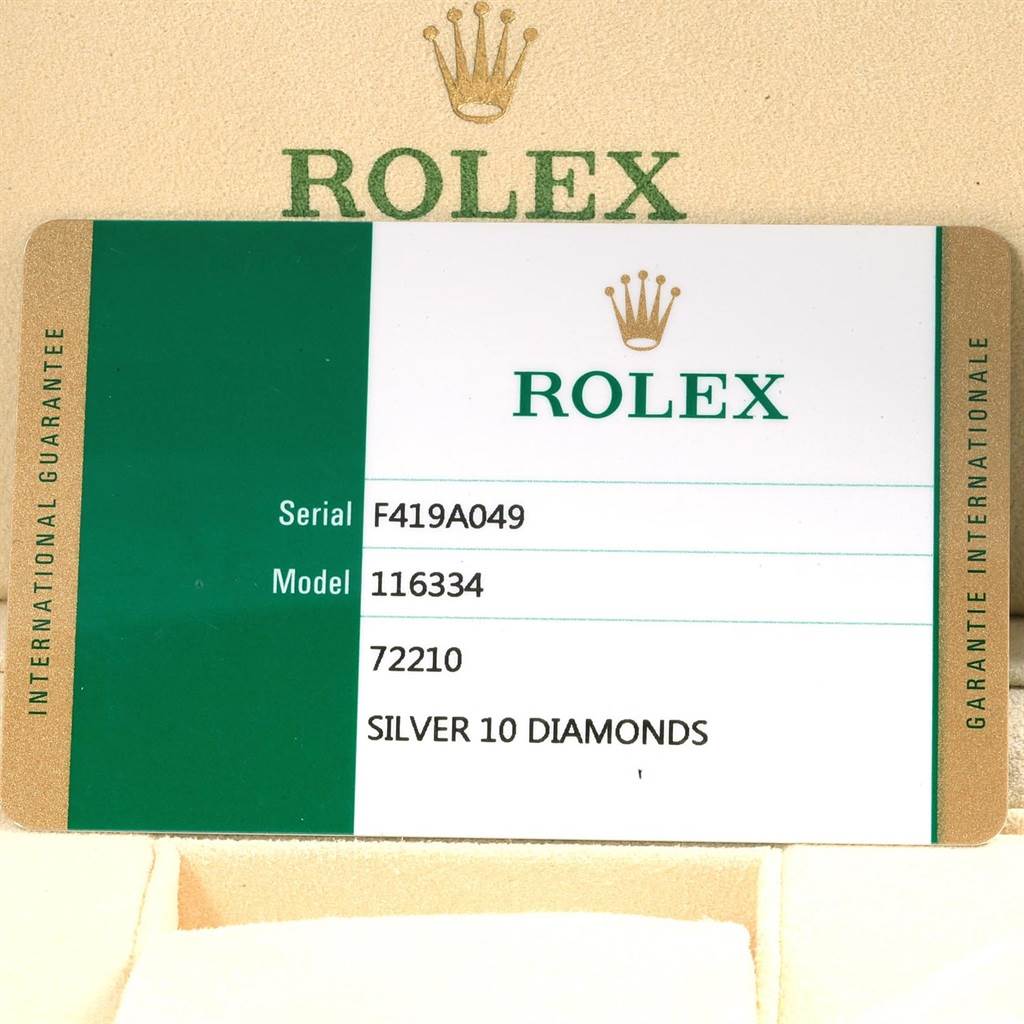 ROLEX
ROLEX
INTERNATIONAL GUARANTEE
Serial F419A049
Model 116334
72210
SILVER 10 DIAMONDS
GARANTIE INTERNATIONALE